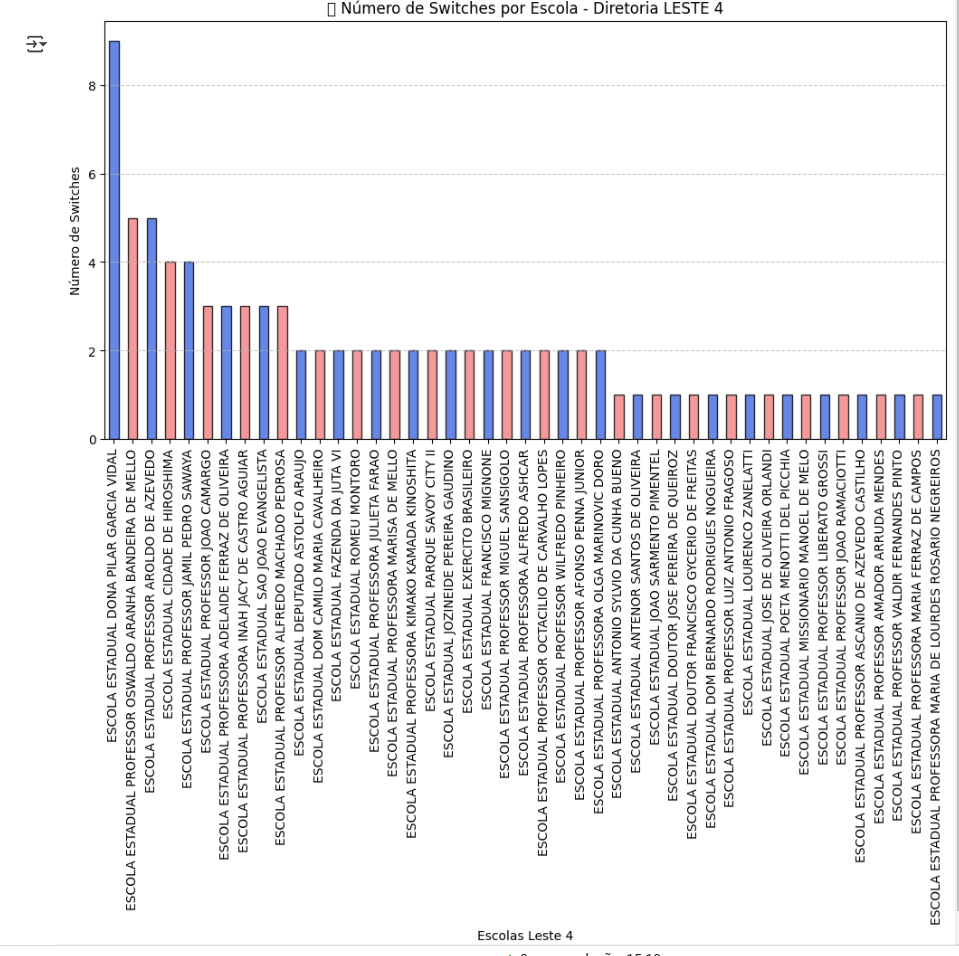 Número de Switches por Escola - Diretoria LESTE 4
Número de Switches
8
6
4
2
0
ESCOLA ESTADUAL DONA PILAR GARCIA VIDAL
ESCOLA ESTADUAL PROFESSOR OSWALDO ARANHA BANDEIRA DE MELLO
ESCOLA ESTADUAL PROFESSOR AROLDO DE AZEVEDO
ESCOLA ESTADUAL CIDADE DE HIROSHIMA
ESCOLA ESTADUAL PROFESSOR JAMIL PEDRO SAWAYA
ESCOLA ESTADUAL PROFESSOR JOAO CAMARGO
ESCOLA ESTADUAL PROFESSORA ADELAIDE FERRAZ DE OLIVEIRA
ESCOLA ESTADUAL PROFESSORA INAH JACY DE CASTRO AGUIAR
ESCOLA ESTADUAL SAO JOAO EVANGELISTA
ESCOLA ESTADUAL PROFESSOR ALFREDO MACHADO PEDROSA
ESCOLA ESTADUAL DEPUTADO ASTOLFO ARAUJO
ESCOLA ESTADUAL DOM CAMILO MARIA CAVALHEIRO
ESCOLA ESTADUAL FAZENDA DA JUTA VI
ESCOLA ESTADUAL ROMEU MONTORO
ESCOLA ESTADUAL PROFESSORA JULIETA FARAO
ESCOLA ESTADUAL PROFESSORA MARISA DE MELLO
ESCOLA ESTADUAL PROFESSORA KIMAKO KAMADA KINOSHITA
ESCOLA ESTADUAL PARQUE SAVOY CITY II
ESCOLA ESTADUAL JOZINEIDE PEREIRA GAUDINO
ESCOLA ESTADUAL EXERCITO BRASILEIRO
ESCOLA ESTADUAL FRANCISCO MIGNONE
ESCOLA ESTADUAL PROFESSOR MIGUEL SANSIGOLO
ESCOLA ESTADUAL PROFESSORA ALFREDO ASHCAR
ESCOLA ESTADUAL PROFESSOR OCTACILIO DE CARVALHO LOPES
ESCOLA ESTADUAL PROFESSOR WILFREDO PINHEIRO
ESCOLA ESTADUAL PROFESSOR AFONSO PENNA JUNIOR
ESCOLA ESTADUAL PROFESSORA OLGA MARINOVIC DORO
ESCOLA ESTADUAL ANTONIO SYLVIO DA CUNHA BUENO
ESCOLA ESTADUAL ANTENOR SANTOS DE OLIVEIRA
ESCOLA ESTADUAL JOAO SARMENTO PIMENTEL
ESCOLA ESTADUAL DOUTOR JOSE PEREIRA DE QUEIROZ
ESCOLA ESTADUAL DOUTOR FRANCISCO GYCERIO DE FREITAS
ESCOLA ESTADUAL DOM BERNARDO RODRIGUES NOGUEIRA
ESCOLA ESTADUAL PROFESSOR LUIZ ANTONIO FRAGOSO
ESCOLA ESTADUAL LOURENCO ZANELATTI
ESCOLA ESTADUAL JOSE DE OLIVEIRA ORLANDI
ESCOLA ESTADUAL POETA MENOTTI DEL PICCHIA
ESCOLA ESTADUAL MISSIONARIO MANOEL DE MELO
ESCOLA ESTADUAL PROFESSOR LIBERATO GROSSI
ESCOLA ESTADUAL PROFESSOR JOAO RAMACIOTTI
ESCOLA ESTADUAL PROFESSOR ASCANIO DE AZEVEDO CASTILHO
ESCOLA ESTADUAL PROFESSOR AMADOR ARRUDA MENDES
ESCOLA ESTADUAL PROFESSOR VALDIR FERNANDES PINTO
ESCOLA ESTADUAL PROFESSORA MARIA FERRAZ DE CAMPOS
ESCOLA ESTADUAL PROFESSORA MARIA DE LOURDES ROSARIO NEGREIROS
Escolas Leste 4